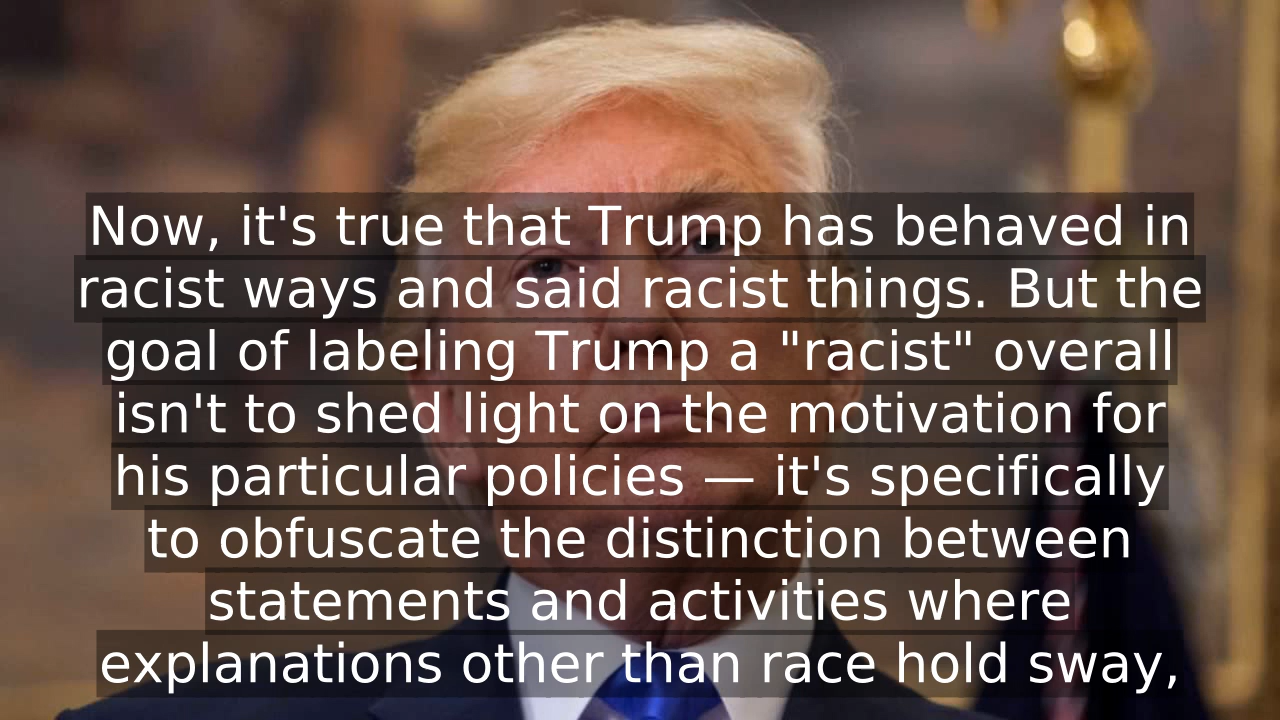 Now, it's true that Trump has behaved in
racist ways and said racist things. But the
goal of labeling Trump a "racist" overall
isn't to shed light on the motivation for
his particular policies — it's specifically
to obfuscate the distinction between
statements and activities where
explanations other than race hold sway,